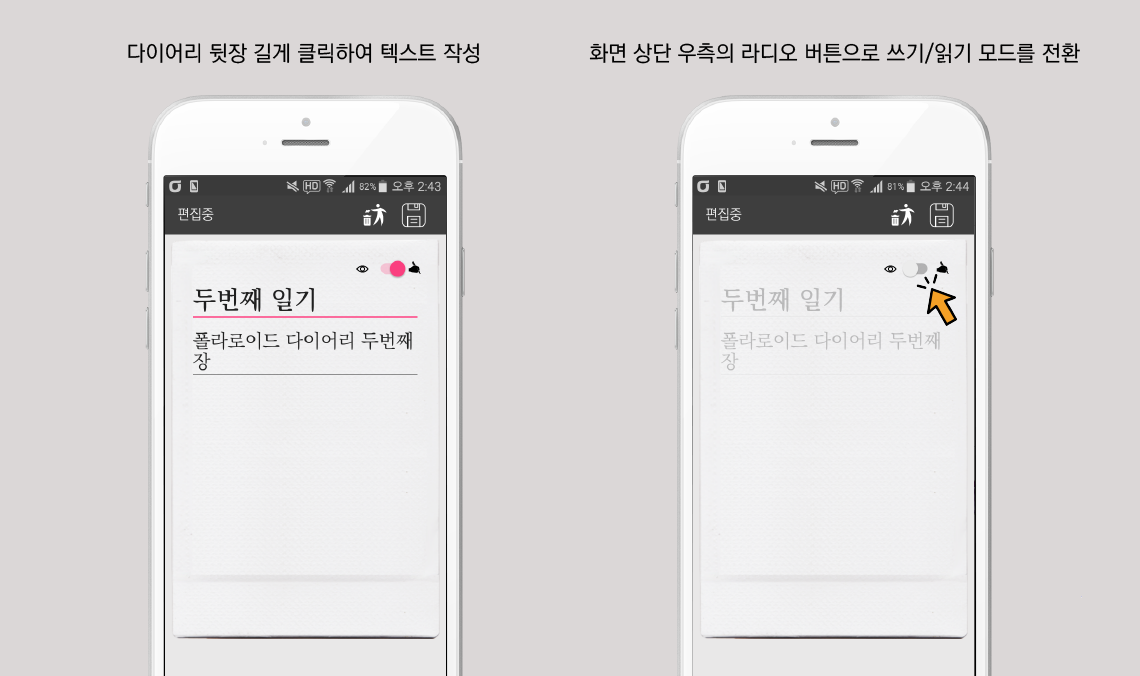 다이어리 뒷장 길게 클릭하여 텍스트 작성
HD 82% 오후 2:43
편집중
두번째 일기
폴라로이드 다이어리 두번째
장
화면 상단 우측의 라디오 버튼으로 쓰기/읽기 모드를 전환
HD 81% 오후 2:44
편집중
두번째 일기
폴라로이드 다이어리 두번째
장